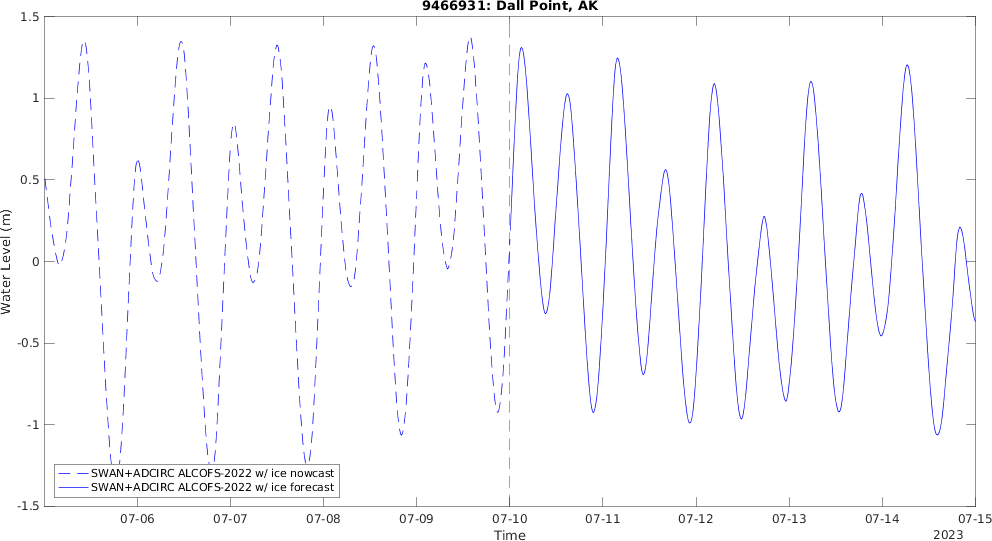 9466931: Dall Point, AK
1.5
1
0.5
0
-0.5
-1
-1.5
Water Level (m)
SWAN+ADCIRC ALCOFS-2022 w/ ice nowcast
SWAN+ADCIRC ALCOFS-2022 w/ ice forecast
07-06 07-07 07-08 07-09 07-10 07-11 07-12 07-13 07-14 07-15
Time
2023